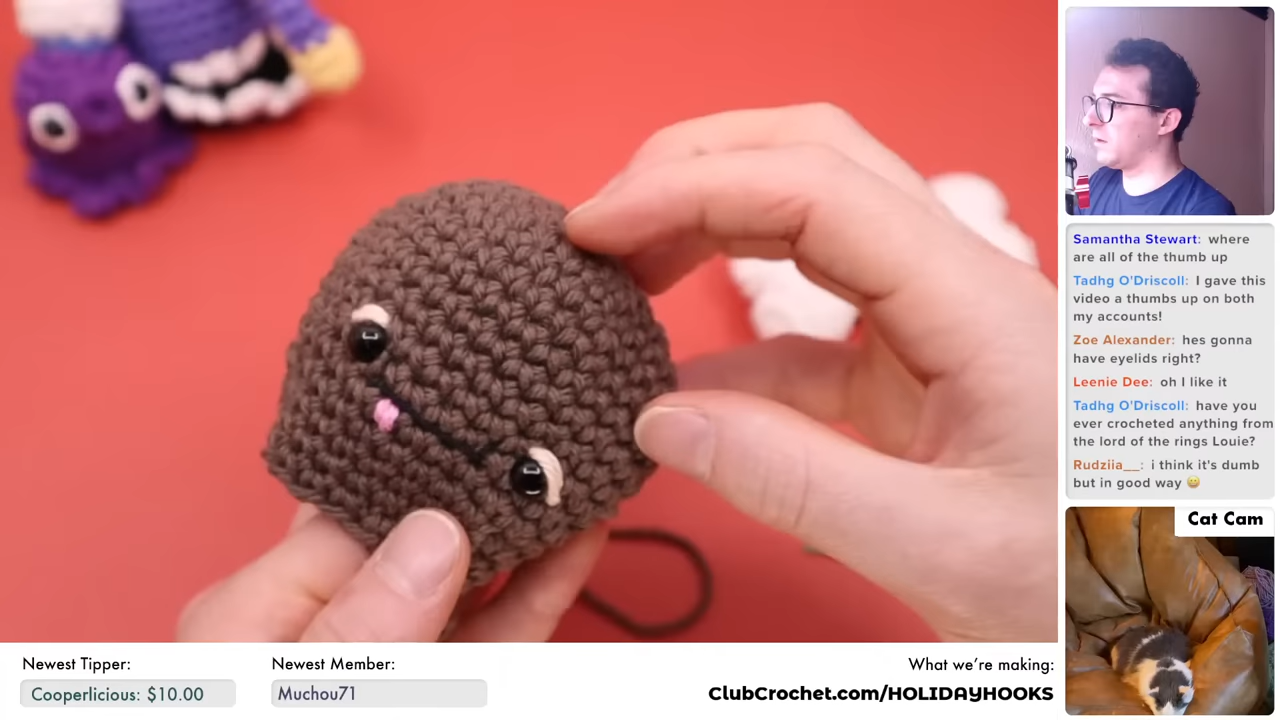 Samantha Stewart: where
are all of the thumb up
Tadhg O'Driscoll: I gave this
video a thumbs up on both
my accounts!
Zoe Alexander: hes gonna
have eyelids right?
Leenie Dee: oh I like it
Tadhg O'Driscoll: have you
ever crocheted anything from
the lord of the rings Louie?
Rudziia__: i think it's dumb
but in good way 😀
Cat Cam
Newest Tipper:
Cooperlicious: $10.00
Newest Member:
Muchou71
What we're making:
ClubCrochet.com/HOLIDAYHOOKS